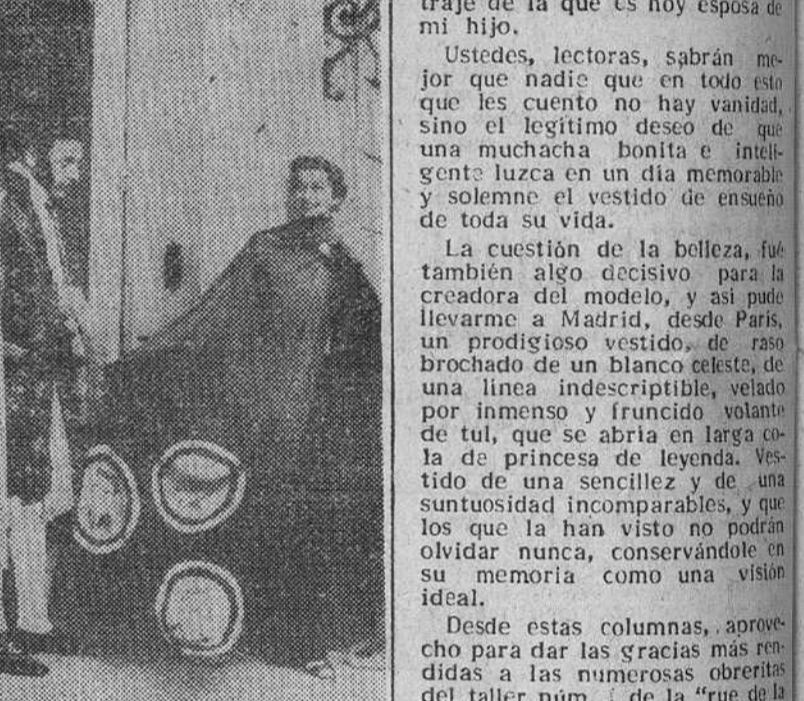 traje de la que es hoy esposa de
mi hijo.
Ustedes, lectoras, sabrán me-
jor que nadie que en todo esto
que les cuento no hay vanidad,
sino el legítimo deseo de que
una muchacha bonita e inteli-
gente luzca en un día memorable
y solemne el vestido de ensueño
de toda su vida.
La cuestión de la belleza, fué
también algo decisivo para la
creadora del modelo, y asi pude
llevarme a Madrid, desde París,
un prodigioso vestido, de raso
brochado de un blanco celeste, de
una línea indescriptible, velado
por inmenso y fruncido volante
de tul, que se abría en larga co-
la de princesa de leyenda. Ves-
tido de una sencillez y de una
suntuosidad incomparables, y que
los que la han visto no podrán
olvidar nunca, conservándole en
su memoria como una visión
ideal.
Desde estas columnas, aprove-
cho para dar las gracias más ren-
didas a las numerosas obreritas
del taller núm. de la "rue de la